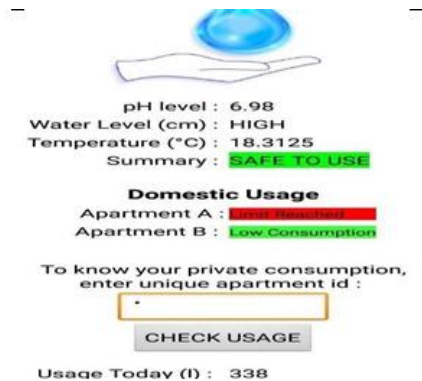 pH level : 6.98
Water Level (cm) : HIGH
Temperature (°C) : 18.3125
Summary : SAFE TO USE
Domestic Usage
Apartment A : Limit Reached
Apartment B : Low Consumption
To know your private consumption,
enter unique apartment id :
CHECK USAGE
Usage Today (l) : 338